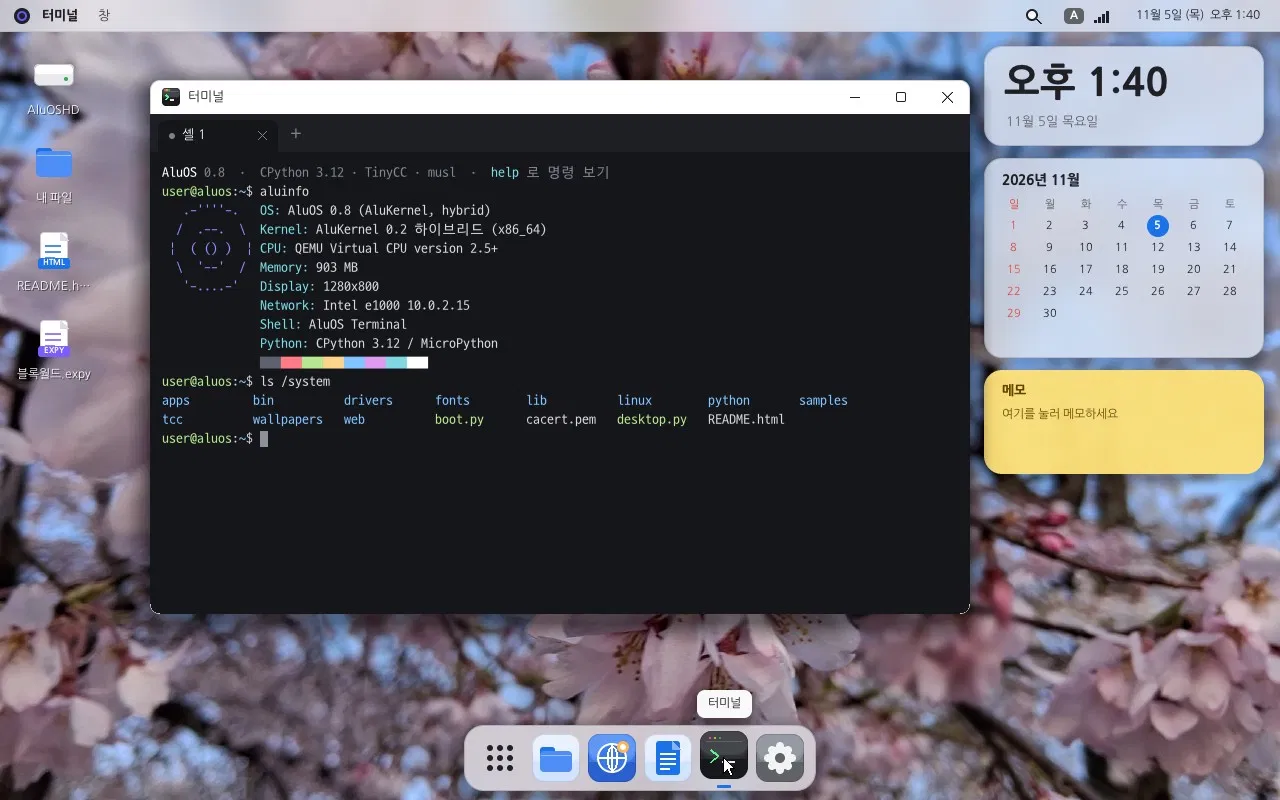 터미널 창
A 11월 5일 (목) 오후 1:40
AluOSHD
내 파일
HTML
README.h···
EXPY
블록월드.expy
터미널
셸 1
AluOS 0.8 · CPython 3.12 · TinyCC · musl · help 로 명령 보기
user@aluos:~$ aluinfo
OS: AluOS 0.8 (AluKernel, hybrid)
Kernel: AluKernel 0.2 하이브리드 (x86_64)
CPU: QEMU Virtual CPU version 2.5+
Memory: 903 MB
Display: 1280x800
Network: Intel e1000 10.0.2.15
Shell: AluOS Terminal
Python: CPython 3.12 / MicroPython
user@aluos:~$ ls /system
apps bin drivers fonts lib linux python samples
tcc wallpapers web boot.py cacert.pem desktop.py README.html
user@aluos:~$
오후 1:40
11월 5일 목요일
2026년 11월
일 월 화 수 목 금 토
1 2 3 4 5 6 7
8 9 10 11 12 13 14
15 16 17 18 19 20 21
22 23 24 25 26 27 28
29 30
메모
여기를 눌러 메모하세요
터미널